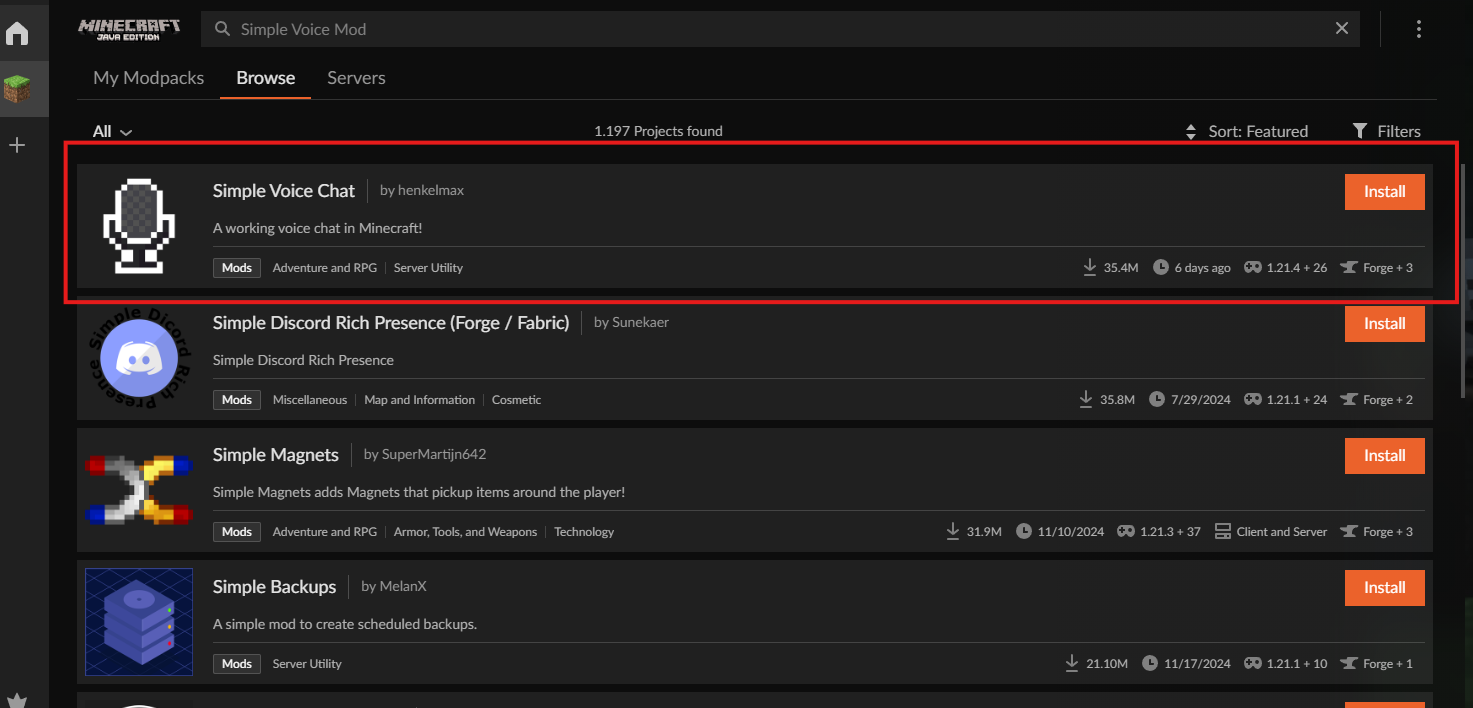 MINECRAFT
JAVA EDITION
Simple Voice Mod
My Modpacks Browse Servers
All 1.197 Projects found Sort: Featured Filters
Simple Voice Chat by henkelmax Install
A working voice chat in Minecraft!
Mods Adventure and RPG Server Utility 35.4M 6 days ago 1.21.4 + 26 Forge + 3
Simple Dicord Rich Presence
Simple Discord Rich Presence (Forge / Fabric) by Sunekaer Install
Simple Discord Rich Presence
Mods Miscellaneous Map and Information Cosmetic 35.8M 7/29/2024 1.21.1 + 24 Forge + 2
Simple Magnets by SuperMartijn642 Install
Simple Magnets adds Magnets that pickup items around the player!
Mods Adventure and RPG Armor, Tools, and Weapons Technology 31.9M 11/10/2024 1.21.3 + 37 Client and Server Forge + 3
Simple Backups by MelanX Install
A simple mod to create scheduled backups.
Mods Server Utility 21.10M 11/17/2024 1.21.1 + 10 Forge + 1